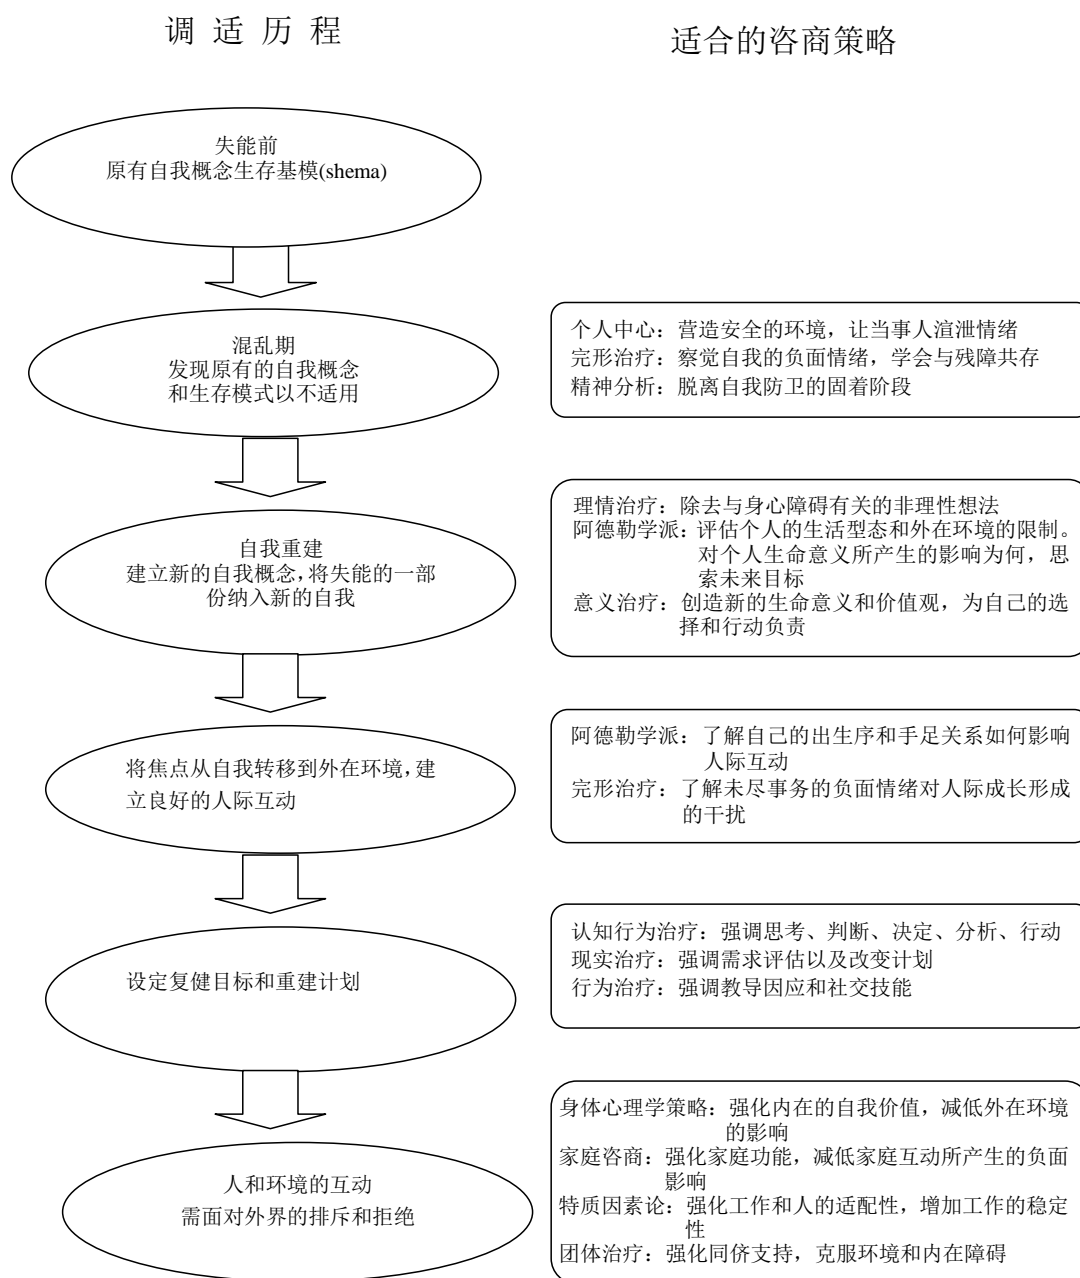 调 适 历 程
适合的咨商策略
失能前
原有自我概念生存基模(shema)
混乱期
发现原有的自我概念
和生存模式以不适用
个人中心：营造安全的环境，让当事人渲泄情绪
完形治疗：察觉自我的负面情绪，学会与残障共存
精神分析：脱离自我防卫的固着阶段
自我重建
建立新的自我概念，将失能的一部
份纳入新的自我
理情治疗：除去与身心障碍有关的非理性想法
阿德勒学派：评估个人的生活型态和外在环境的限制。
对个人生命意义所产生的影响为何，思
索未来目标
意义治疗：创造新的生命意义和价值观，为自己的选
择和行动负责
将焦点从自我转移到外在环境，建
立良好的人际互动
阿德勒学派：了解自己的出生序和手足关系如何影响
人际互动
完形治疗：了解未尽事务的负面情绪对人际成长形成
的干扰
设定复健目标和重建计划
认知行为治疗：强调思考、判断、决定、分析、行动
现实治疗：强调需求评估以及改变计划
行为治疗：强调教导因应和社交技能
人和环境的互动
需面对外界的排斥和拒绝
身体心理学策略：强化内在的自我价值，减低外在环境
的影响
家庭咨商：强化家庭功能，减低家庭互动所产生的负面
影响
特质因素论：强化工作和人的适配性，增加工作的稳定
性
团体治疗：强化同侪支持，克服环境和内在障碍